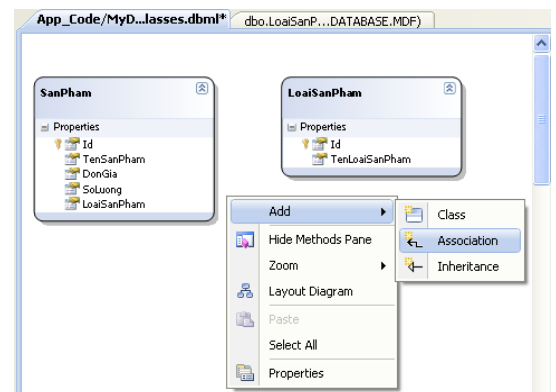 App_Code/MyD...lasses.dbml*
dbo.LoaiSanP...DATABASE.MDF)
SanPham
Properties
Id
TenSanPham
DonGia
SoLuong
LoaiSanPham
LoaiSanPham
Properties
Id
TenLoaiSanPham
Add
Hide Methods Pane
Zoom
Layout Diagram
Paste
Select All
Properties
Class
Association
Inheritance